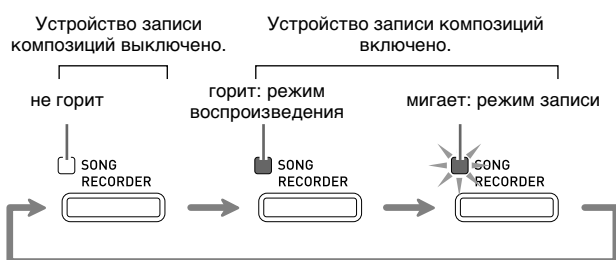 Устройство записи
композиций выключено.
Устройство записи композиций
включено.
не горит
горит: режим
воспроизведения
мигает: режим записи
SONG
RECORDER
SONG
RECORDER
SONG
RECORDER